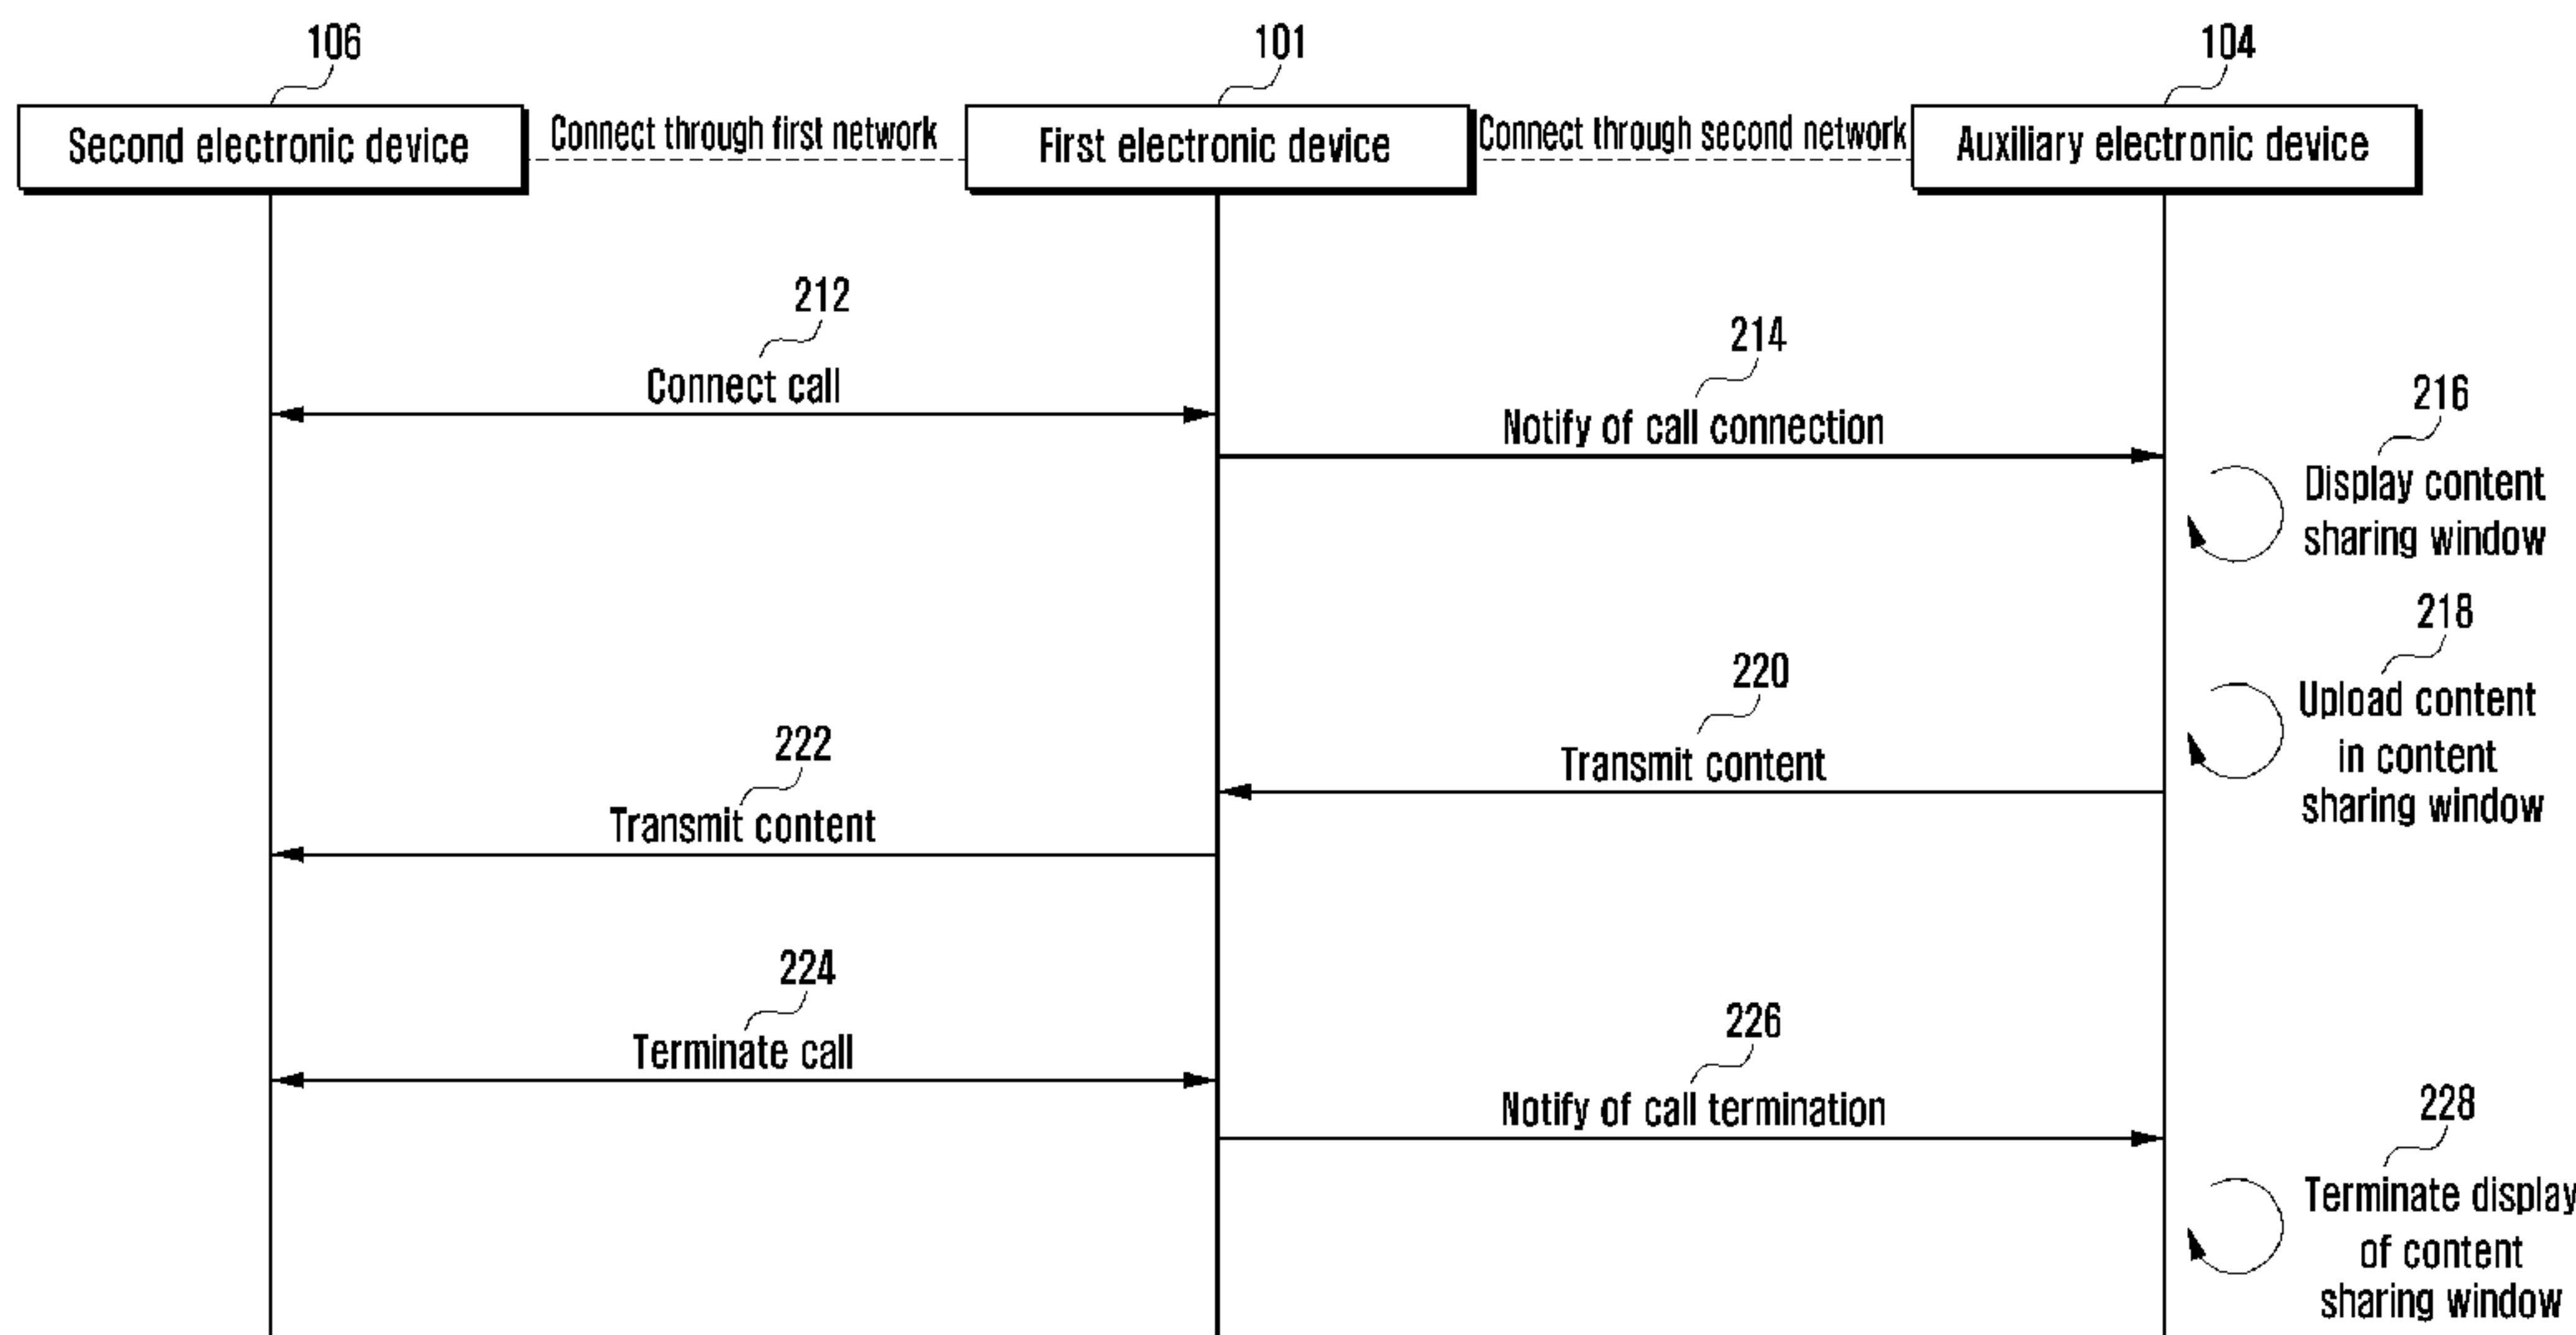 106
101
104
Second electronic device
Connect through first network
First electronic device
Connect through second network
Auxiliary electronic device
212
Connect call
214
Notify of call connection
216
Display content
sharing window
218
Upload content
in content
sharing window
220
Transmit content
222
Transmit content
224
Terminate call
226
Notify of call termination
228
Terminate display
of content
sharing window